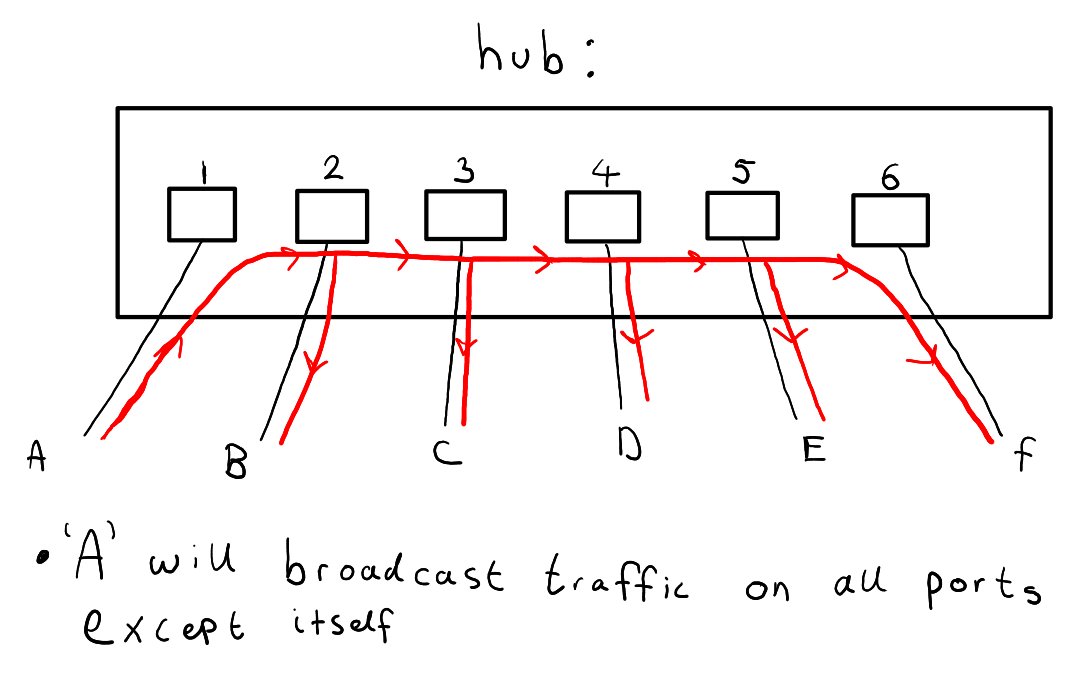 hub:
1 2 3 4 5 6
A B C D E f
• 'A' will broadcast traffic on all ports
except itself